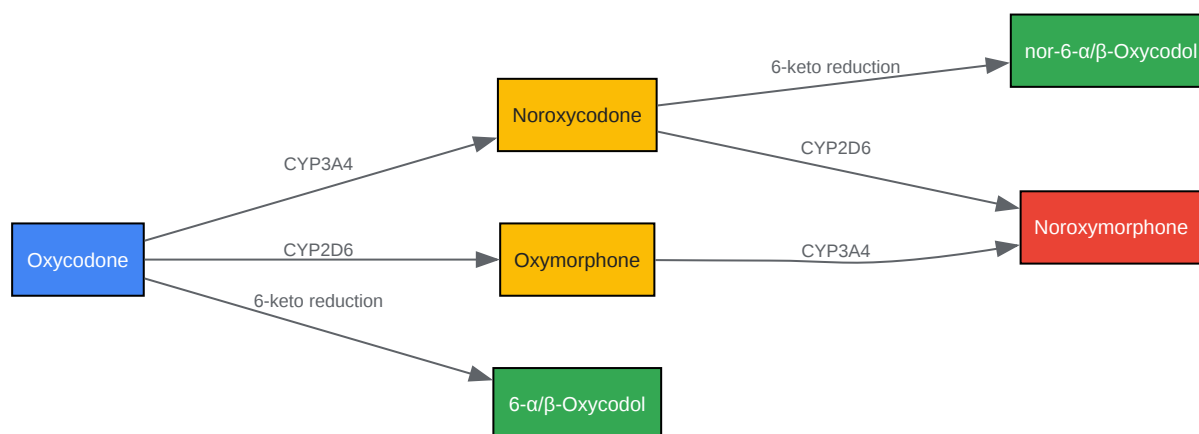 nor-6-α/β-Oxycodol
6-keto reduction
Noroxycodone
CYP2D6
CYP3A4
Noroxymorphone
CYP2D6
CYP3A4
Oxycodone
Oxymorphone
6-keto reduction
6-α/β-Oxycodol